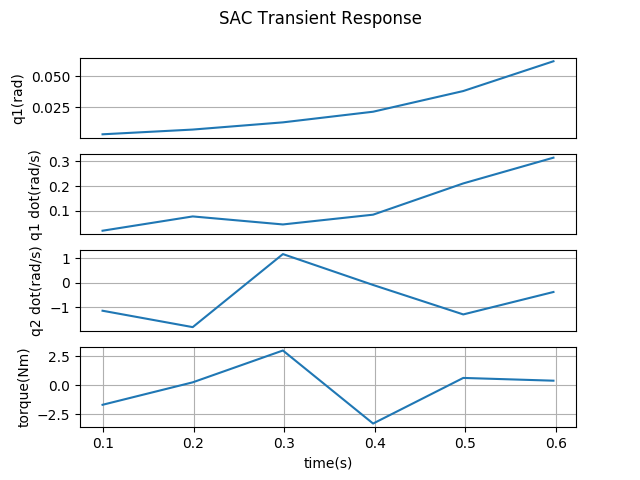 SAC Transient Response
q1(rad)
0.050
0.025
q1 dot(rad/s)
0.3
0.2
0.1
q2 dot(rad/s)
1
0
−1
torque(Nm)
2.5
0.0
−2.5
0.1 0.2 0.3 0.4 0.5 0.6
time(s)